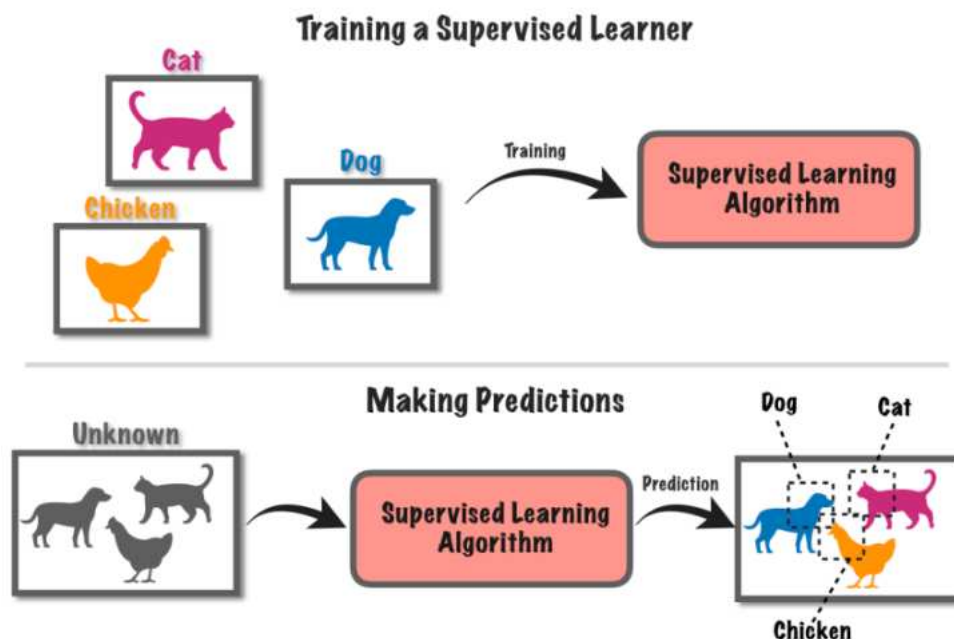 Training a Supervised Learner
Cat
Dog
Chicken
Training
Supervised Learning
Algorithm
Making Predictions
Unknown
Supervised Learning
Algorithm
Prediction
Dog
Cat
Chicken